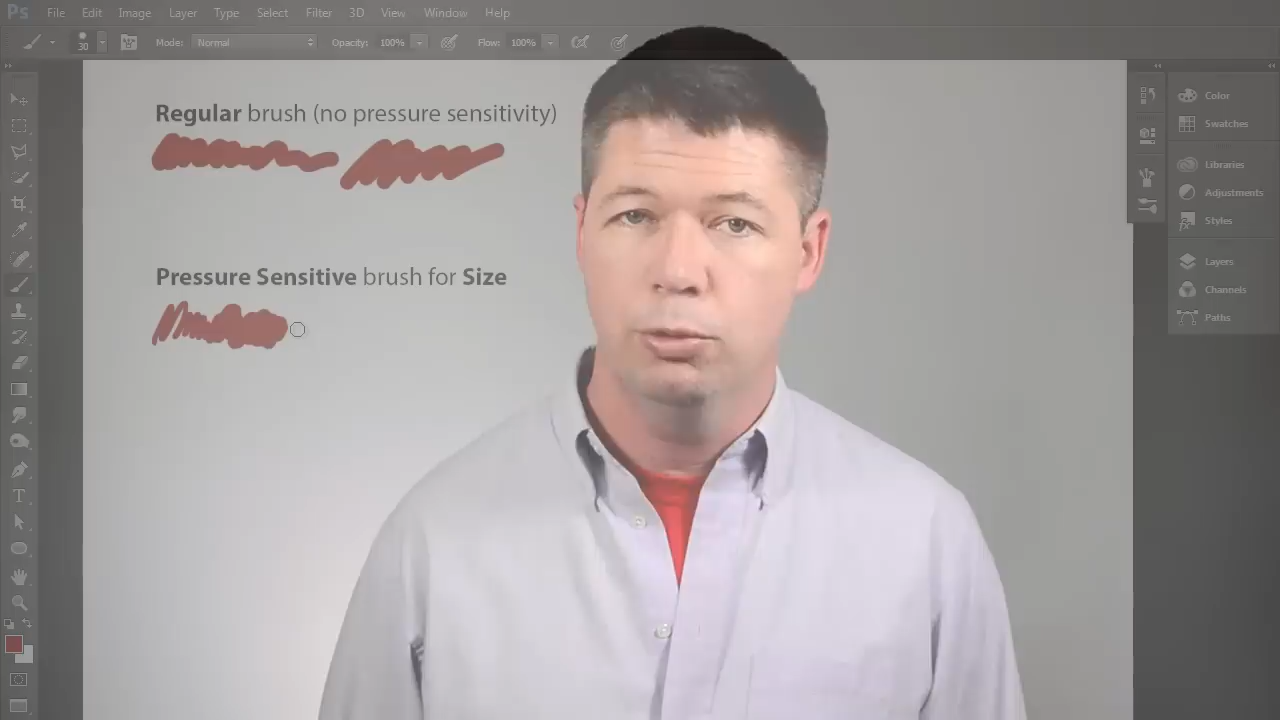 Ps File Edit Image Layer Type Select Filter 3D View Window Help
30 Mode: Normal Opacity: 100% Flow: 100%
Regular brush (no pressure sensitivity)
Pressure Sensitive brush for Size
T
Color
Swatches
Libraries
Adjustments
Styles
Layers
Channels
Paths